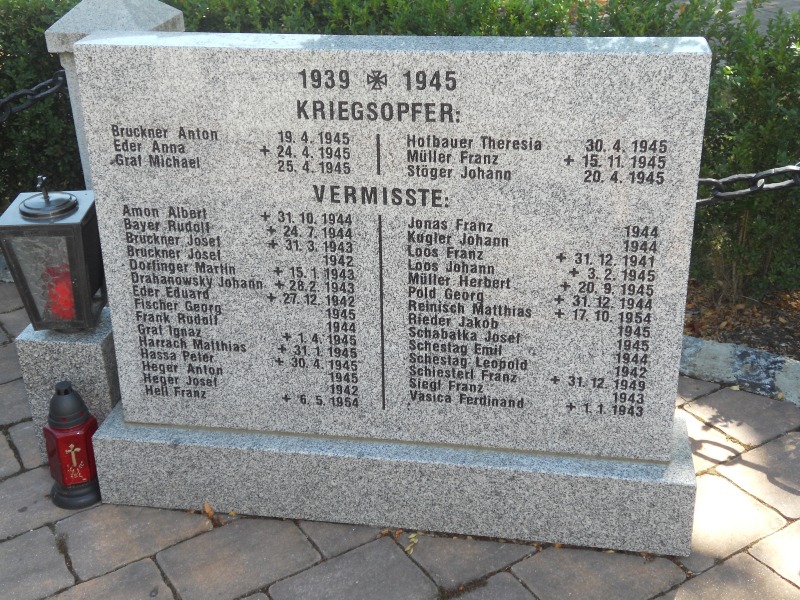 1939 1945
KRIEGSOPFER:
Bruckner Anton 19. 4. 1945
Eder Anna + 24. 4. 1945
Graf Michael 25. 4. 1945
Hofbauer Theresia 30. 4. 1945
Müller Franz + 15. 11. 1945
Stöger Johann 20. 4. 1945
VERMISSTE:
Amon Albert + 31. 10. 1944
Bayer Rudolf + 24. 7. 1944
Bruckner Josef + 31. 3. 1943
Bruckner Josef 1942
Dorfinger Martin + 15. 1. 1943
Drahanowsky Johann + 28. 2. 1943
Eder Eduard + 27. 12. 1942
Fischer Georg 1945
Frank Rudolf 1944
Graf Ignaz + 1. 4. 1945
Harrach Matthias + 31. 1. 1945
Hassa Peter + 30. 4. 1945
Heger Anton 1945
Heger Josef 1942
Hell Franz + 6. 5. 1954
Jonas Franz 1944
Kugler Johann 1944
Loos Franz + 31. 12. 1941
Loos Johann + 3. 2. 1945
Müller Herbert + 20. 9. 1945
Pold Georg + 31. 12. 1944
Reinisch Matthias + 17. 10. 1954
Rieder Jakob 1945
Schabatka Josef 1945
Schestag Emil 1944
Schestag Leopold 1942
Schiesterl Franz + 31. 12. 1949
Siegl Franz 1943
Vasica Ferdinand + 1. 1. 1943